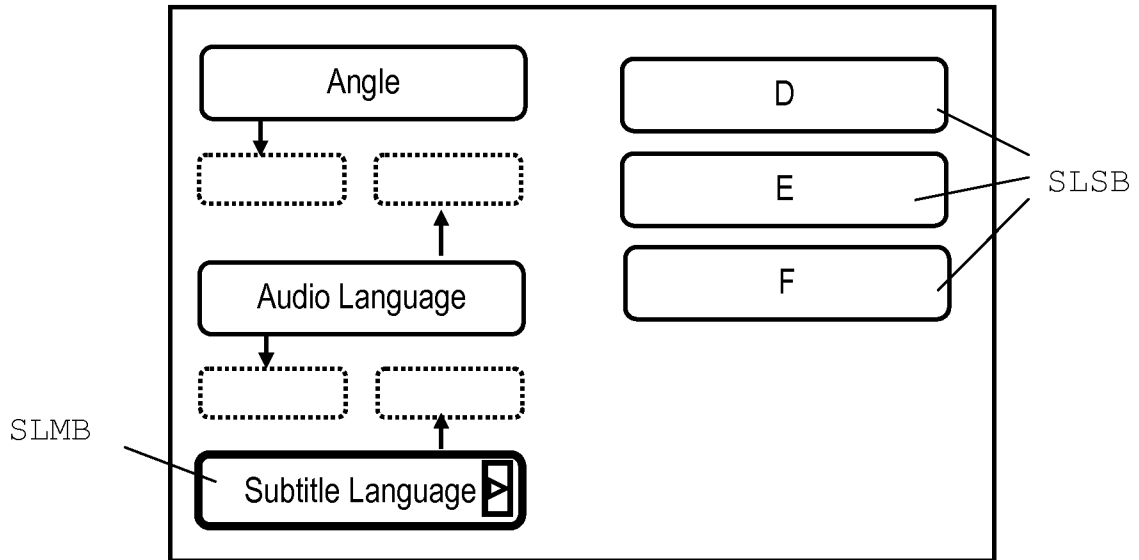 Angle
D
SLSB
E
Audio Language
F
SLMB
Subtitle Language